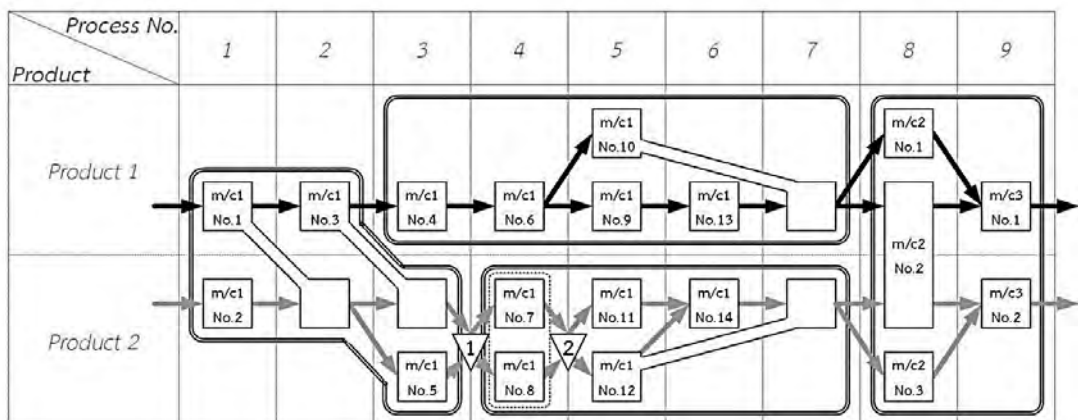 Process No.
Product
1 2 3 4 5 6 7 8 9
Product 1
m/c1
No.10
m/c2
No.1
m/c1
No.1
m/c1
No.3
m/c1
No.4
m/c1
No.6
m/c1
No.9
m/c1
No.13
m/c2
No.2
m/c3
No.1
Product 2
m/c1
No.2
m/c1
No.7
m/c1
No.11
m/c1
No.14
m/c3
No.2
1
2
m/c1
No.5
m/c1
No.8
m/c1
No.12
m/c2
No.3